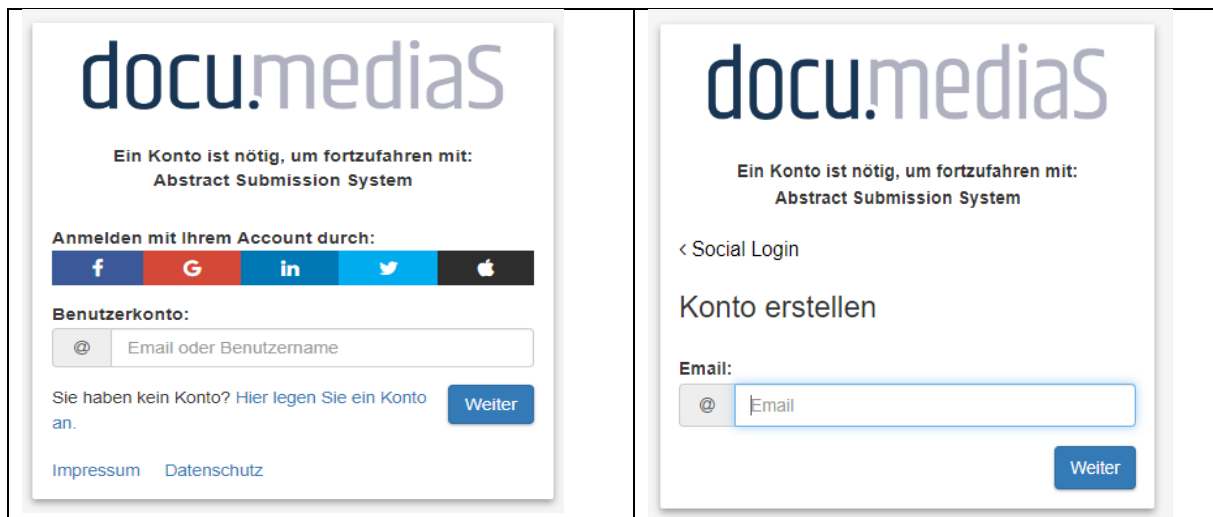 docu.mediaS
Ein Konto ist nötig, um fortzufahren mit:
Abstract Submission System
Anmelden mit Ihrem Account durch:
f G in
Benutzerkonto:
@ Email oder Benutzername
Sie haben kein Konto? Hier legen Sie ein Konto
an.
Weiter
Impressum Datenschutz
docu.mediaS
Ein Konto ist nötig, um fortzufahren mit:
Abstract Submission System
< Social Login
Konto erstellen
Email:
@ Email
Weiter